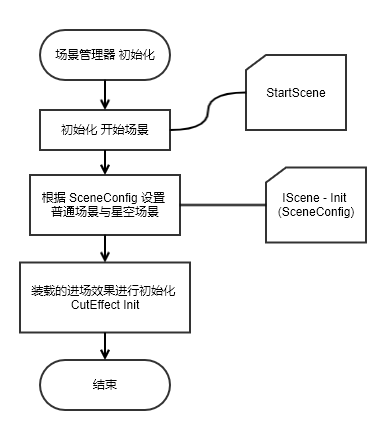 场景管理器 初始化
StartScene
初始化 开始场景
根据 SceneConfig 设置
普通场景与星空场景
IScene - Init
(SceneConfig)
装载的进场效果进行初始化
CutEffect Init
结束